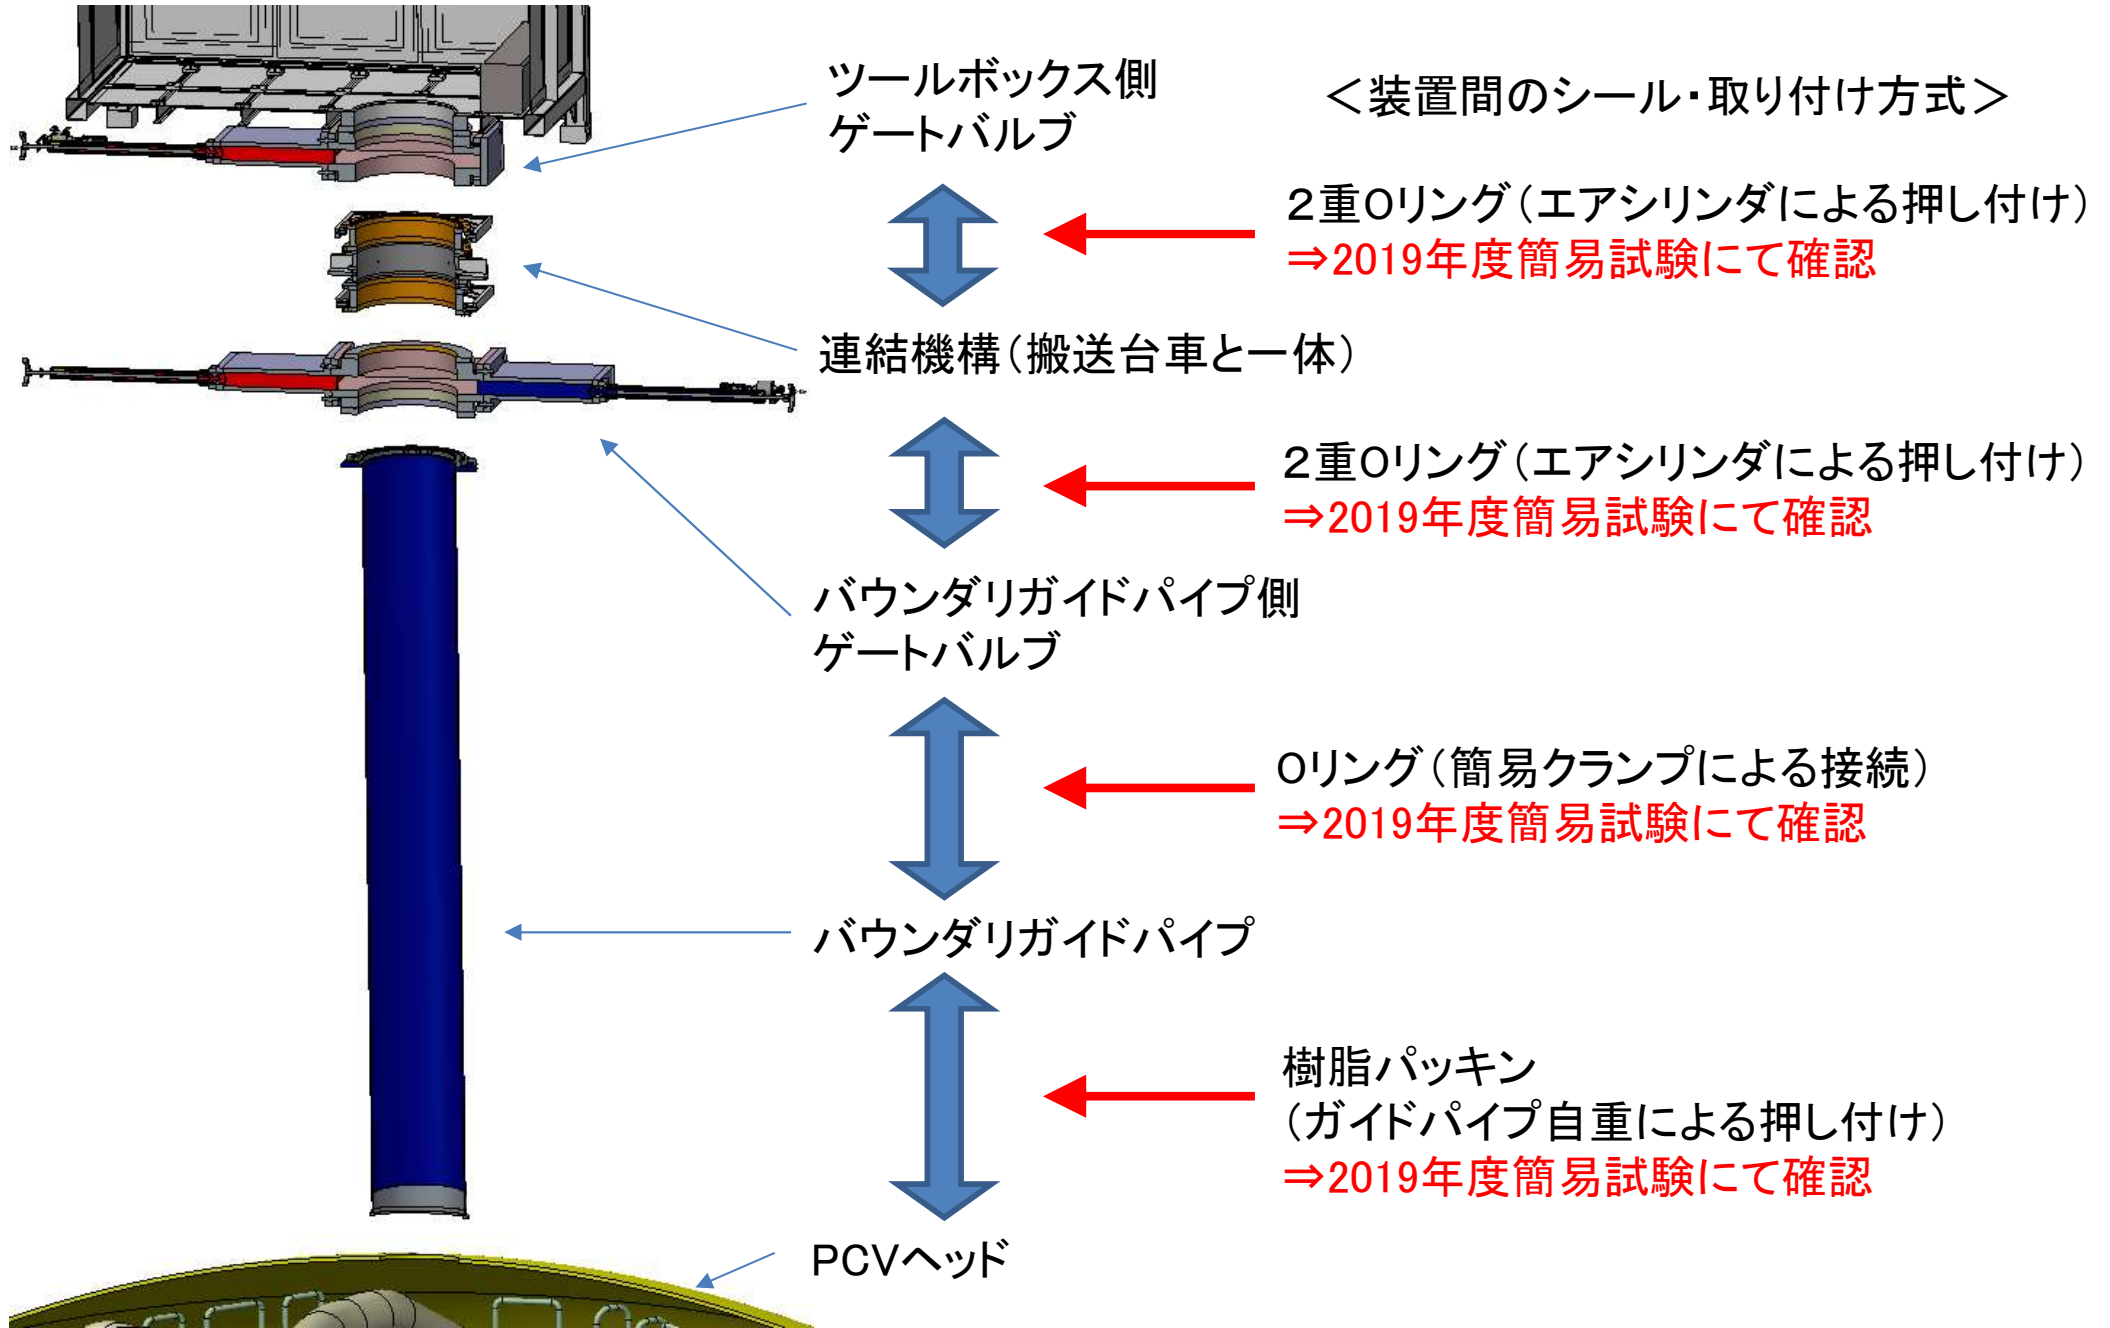 ツールボックス側
ゲートバルブ
＜装置間のシール・取り付け方式＞
２重Oリング（エアシリンダによる押し付け）
⇒2019年度簡易試験にて確認
連結機構（搬送台車と一体）
２重Oリング（エアシリンダによる押し付け）
⇒2019年度簡易試験にて確認
バウンダリガイドパイプ側
ゲートバルブ
Oリング（簡易クランプによる接続）
⇒2019年度簡易試験にて確認
バウンダリガイドパイプ
樹脂パッキン
（ガイドパイプ自重による押し付け）
⇒2019年度簡易試験にて確認
PCVヘッド